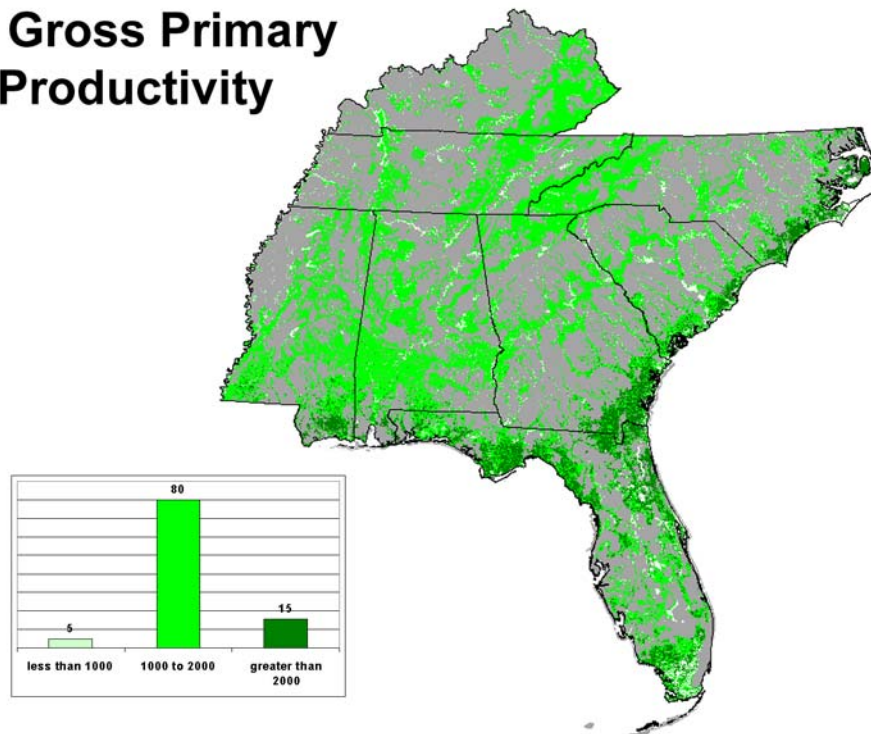 Gross Primary
Productivity
80
15
5
less than 1000
1000 to 2000
greater than
2000